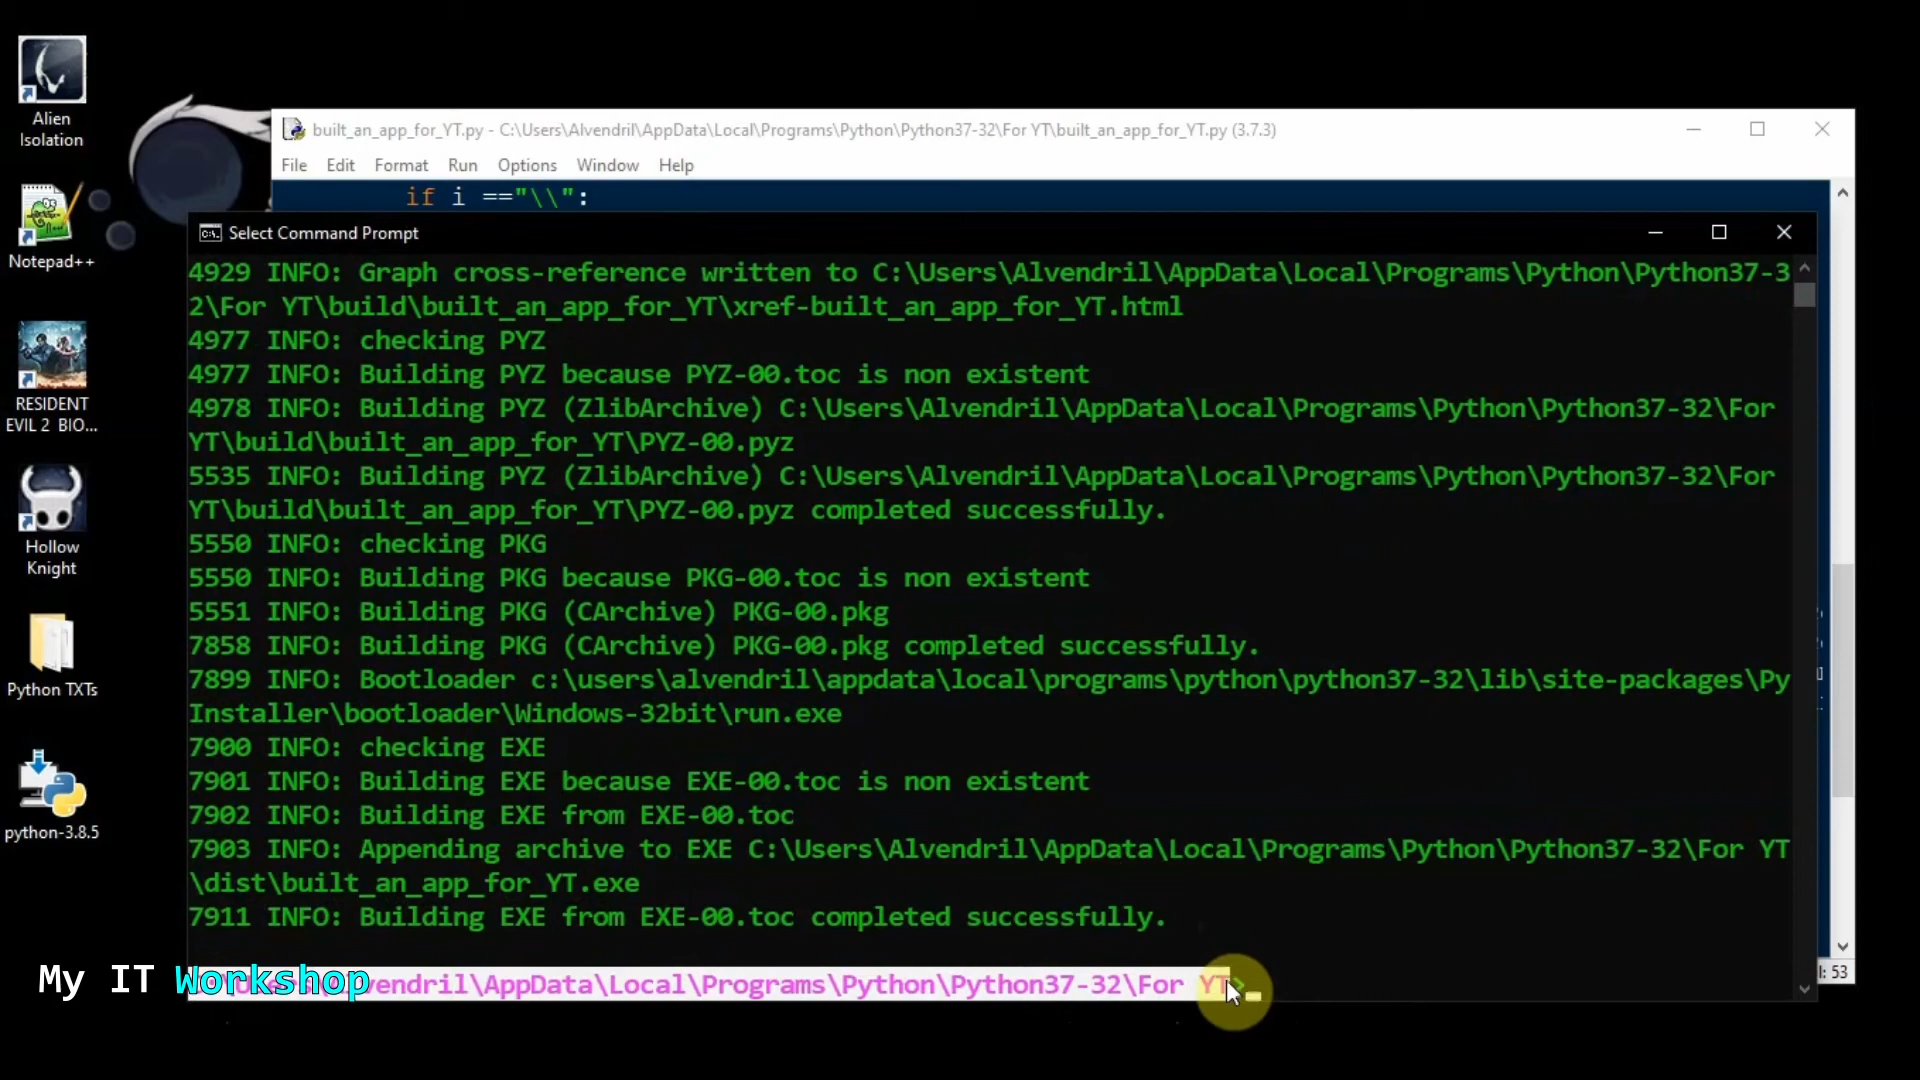 Alien
Isolation
Notepad++
RESIDENT
EVIL 2 BIO...
Hollow
Knight
Python TXTs
python-3.8.5
built_an_app_for_YT.py - C:\Users\Alvendril\AppData\Local\Programs\Python\Python37-32\For YT\built_an_app_for_YT.py (3.7.3)
File Edit Format Run Options Window Help
if i =="\\":
Select Command Prompt
4929 INFO: Graph cross-reference written to C:\Users\Alvendril\AppData\Local\Programs\Python\Python37-3
2\For YT\build\built_an_app_for_YT\xref-built_an_app_for_YT.html
4977 INFO: checking PYZ
4977 INFO: Building PYZ because PYZ-00.toc is non existent
4978 INFO: Building PYZ (ZlibArchive) C:\Users\Alvendril\AppData\Local\Programs\Python\Python37-32\For
YT\build\built_an_app_for_YT\PYZ-00.pyz
5535 INFO: Building PYZ (ZlibArchive) C:\Users\Alvendril\AppData\Local\Programs\Python\Python37-32\For
YT\build\built_an_app_for_YT\PYZ-00.pyz completed successfully.
5550 INFO: checking PKG
5550 INFO: Building PKG because PKG-00.toc is non existent
5551 INFO: Building PKG (CArchive) PKG-00.pkg
7858 INFO: Building PKG (CArchive) PKG-00.pkg completed successfully.
7899 INFO: Bootloader c:\users\alvendril\appdata\local\programs\python\python37-32\lib\site-packages\Py
Installer\bootloader\Windows-32bit\run.exe
7900 INFO: checking EXE
7901 INFO: Building EXE because EXE-00.toc is non existent
7902 INFO: Building EXE from EXE-00.toc
7903 INFO: Appending archive to EXE C:\Users\Alvendril\AppData\Local\Programs\Python\Python37-32\For YT
\dist\built_an_app_for_YT.exe
7911 INFO: Building EXE from EXE-00.toc completed successfully.
vendril\AppData\Local\Programs\Python\Python37-32\For YT>
My IT Workshop
: 53